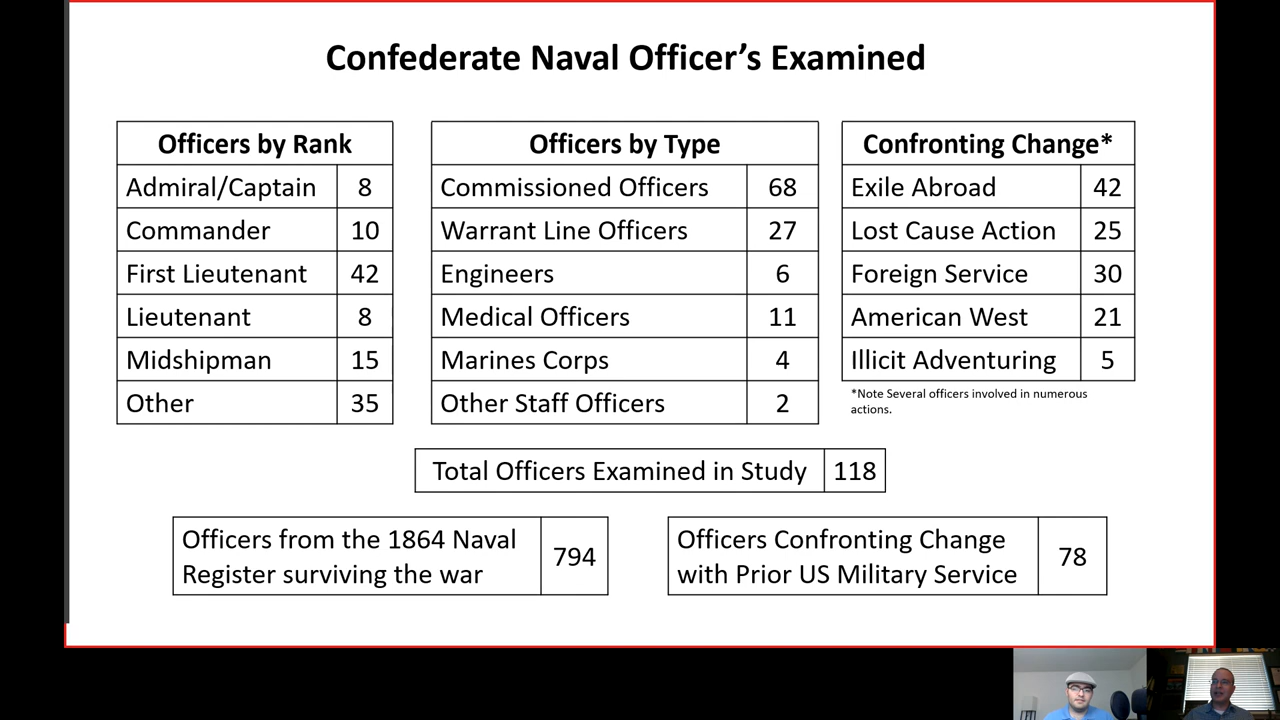 Confederate Naval Officer’s Examined
Officers by Rank
Admiral/Captain 8
Commander 10
First Lieutenant 42
Lieutenant 8
Midshipman 15
Other 35
Officers by Type
Commissioned Officers 68
Warrant Line Officers 27
Engineers 6
Medical Officers 11
Marines Corps 4
Other Staff Officers 2
Confronting Change*
Exile Abroad 42
Lost Cause Action 25
Foreign Service 30
American West 21
Illicit Adventuring 5
*Note Several officers involved in numerous
actions.
Total Officers Examined in Study 118
Officers from the 1864 Naval
Register surviving the war
794
Officers Confronting Change
with Prior US Military Service
78